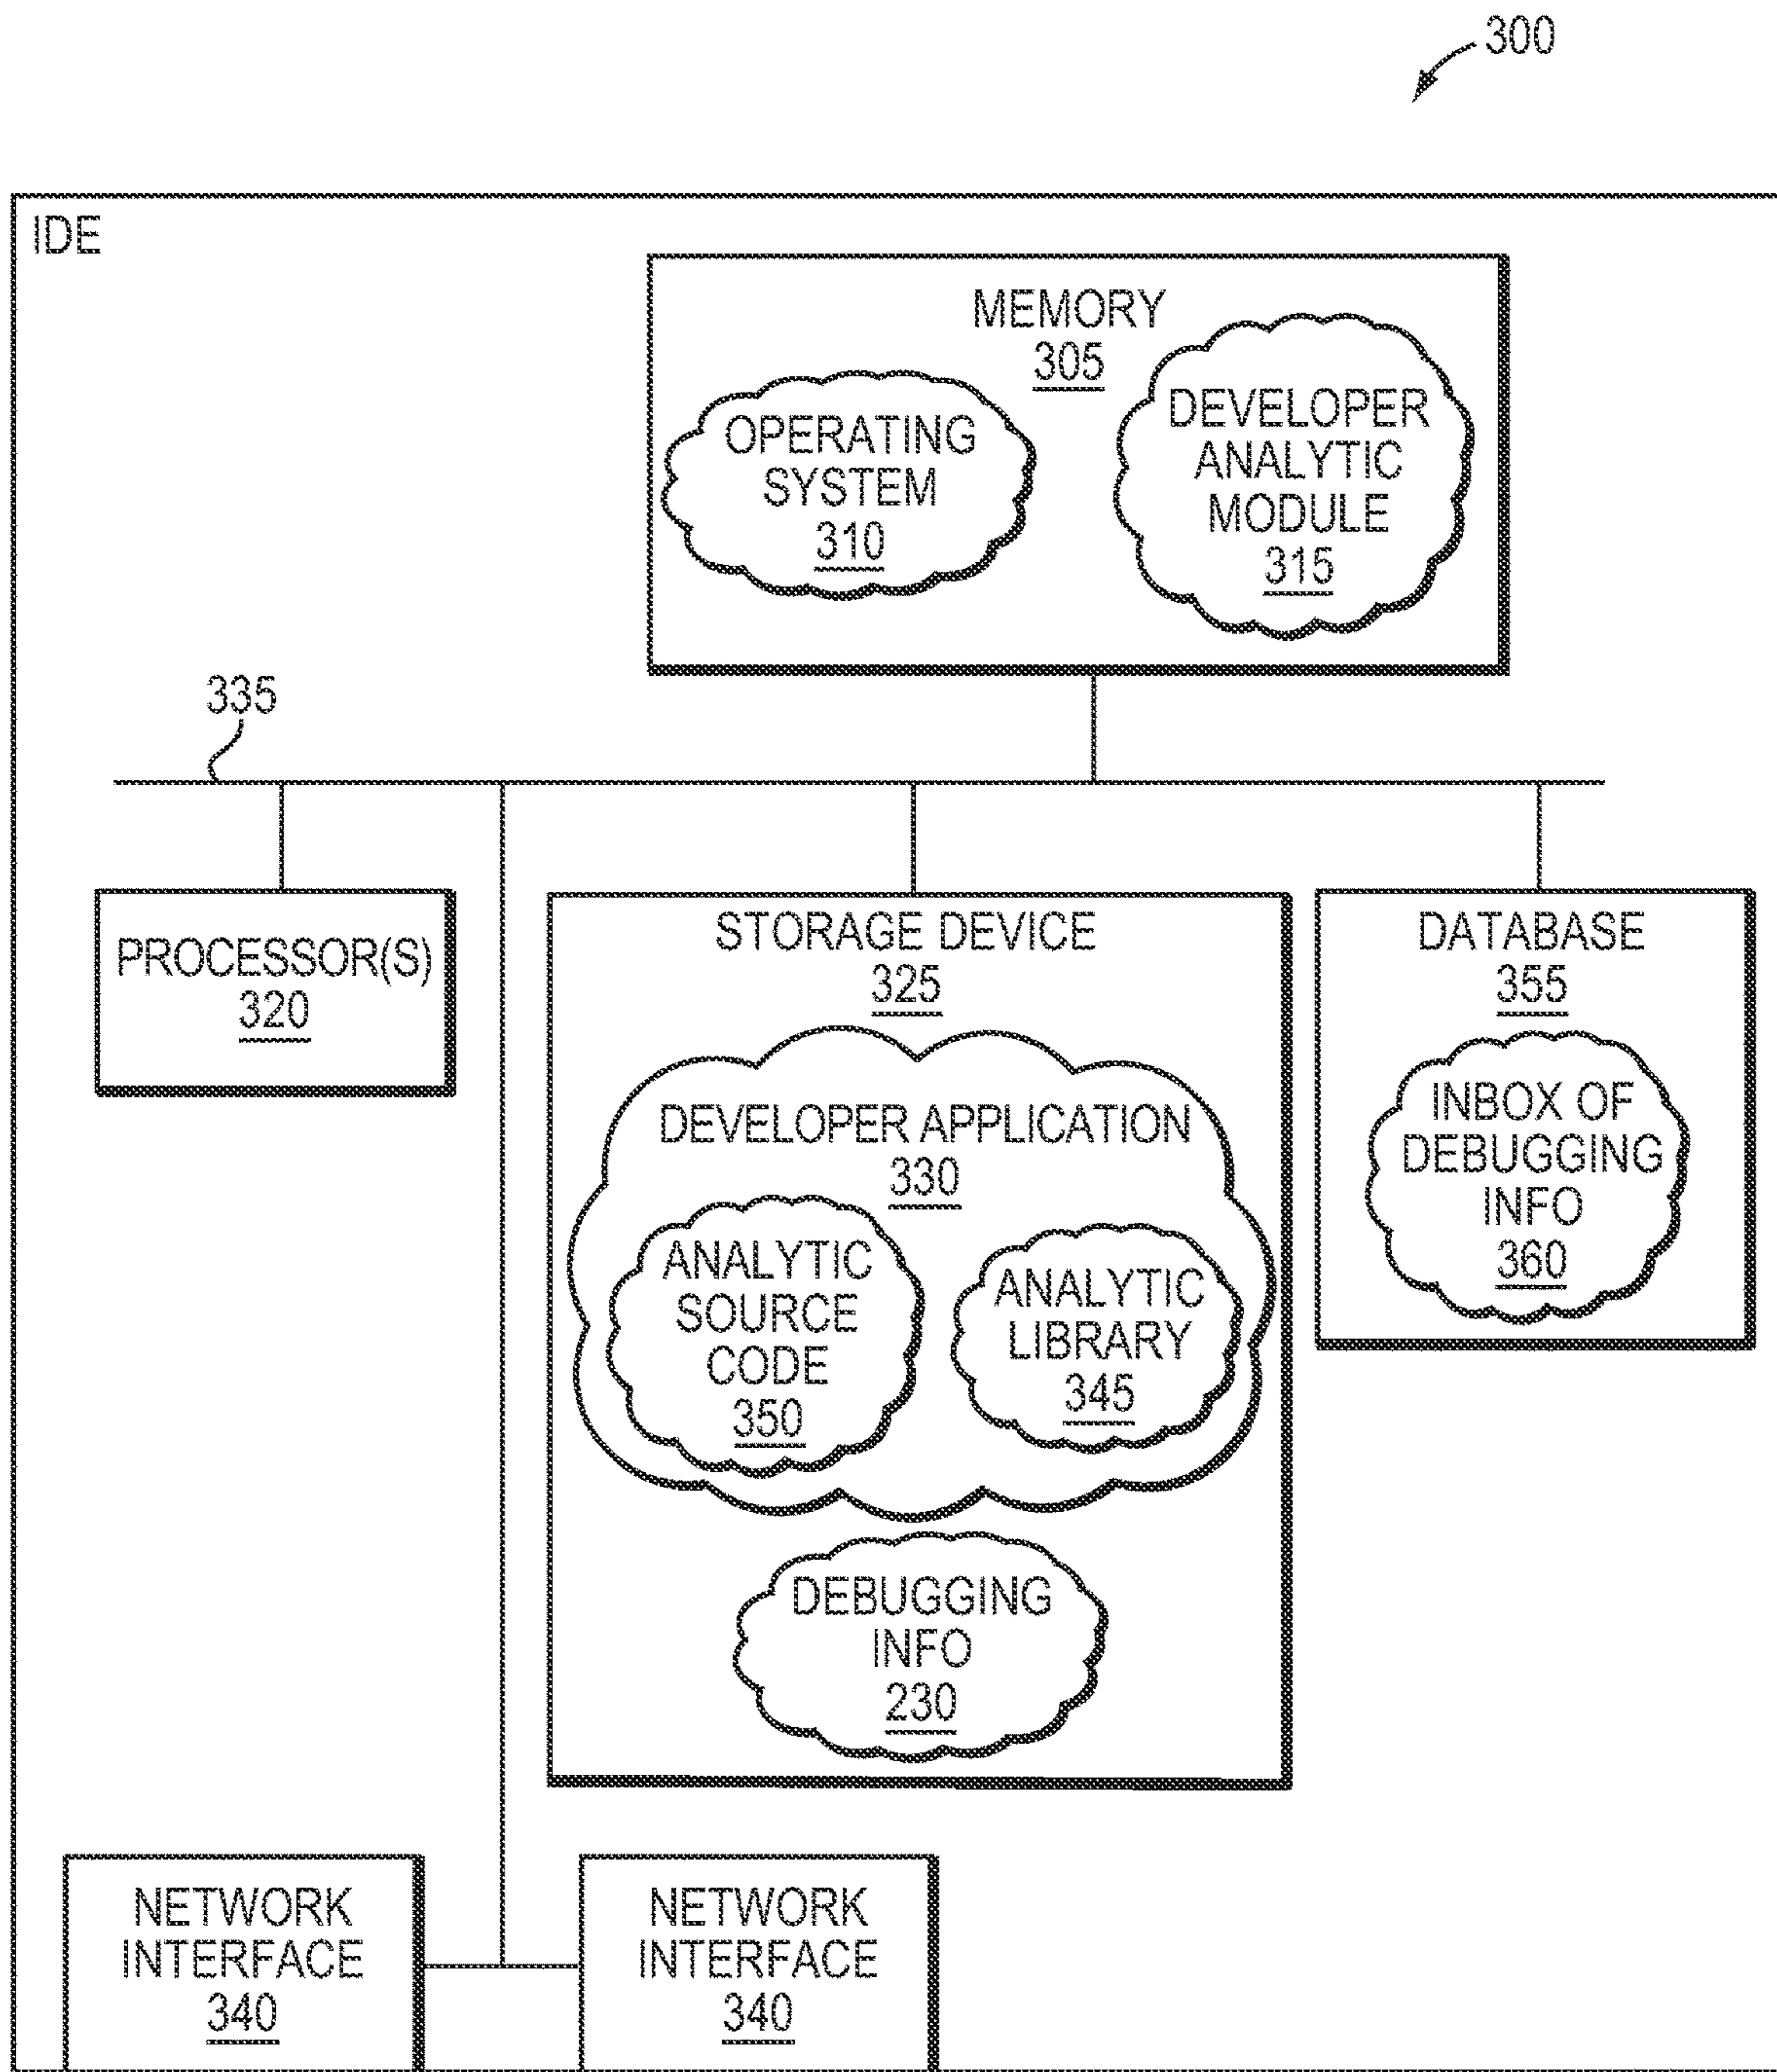 300
IDE
MEMORY
305
OPERATING
SYSTEM
310
DEVELOPER
ANALYTIC
MODULE
315
335
PROCESSOR(S)
320
STORAGE DEVICE
325
DEVELOPER APPLICATION
330
ANALYTIC
SOURCE
CODE
350
ANALYTIC
LIBRARY
345
DEBUGGING
INFO
230
DATABASE
355
INBOX OF
DEBUGGING
INFO
360
NETWORK
INTERFACE
340
NETWORK
INTERFACE
340